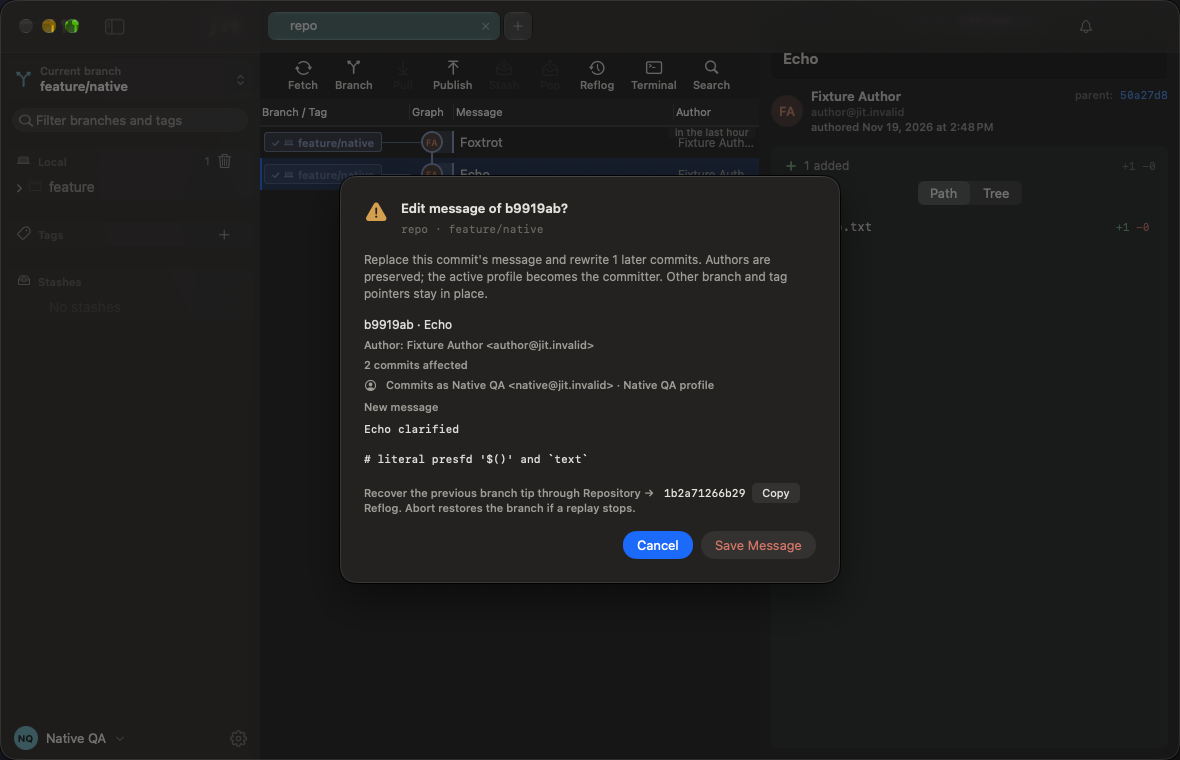 repo
Current branch
feature/native
Filter branches and tags
Local 1
feature
Tags
Stashes
No stashes
Native QA
NQ
Fetch
Branch
Pull
Publish
Stash
Pop
Reflog
Terminal
Search
Branch / Tag
Graph
Message
Author
In the last hour
feature/native
FA
Foxtrot
Fixture Auth...
feature/native
FA
Echo
Fixture Auth...
Echo
FA
Fixture Author
author@jit.invalid
authored Nov 19, 2026 at 2:48 PM
parent: 50a27d8
1 added
+1 −0
Path
Tree
.txt
+1 −0
Edit message of b9919ab?
repo · feature/native
Replace this commit's message and rewrite 1 later commits. Authors are
preserved; the active profile becomes the committer. Other branch and tag
pointers stay in place.
b9919ab · Echo
Author: Fixture Author <author@jit.invalid>
2 commits affected
Commits as Native QA <native@jit.invalid> · Native QA profile
New message
Echo clarified
# literal presfd '$()' and `text`
Recover the previous branch tip through Repository →
Reflog. Abort restores the branch if a replay stops.
1b2a71266b29
Copy
Cancel
Save Message